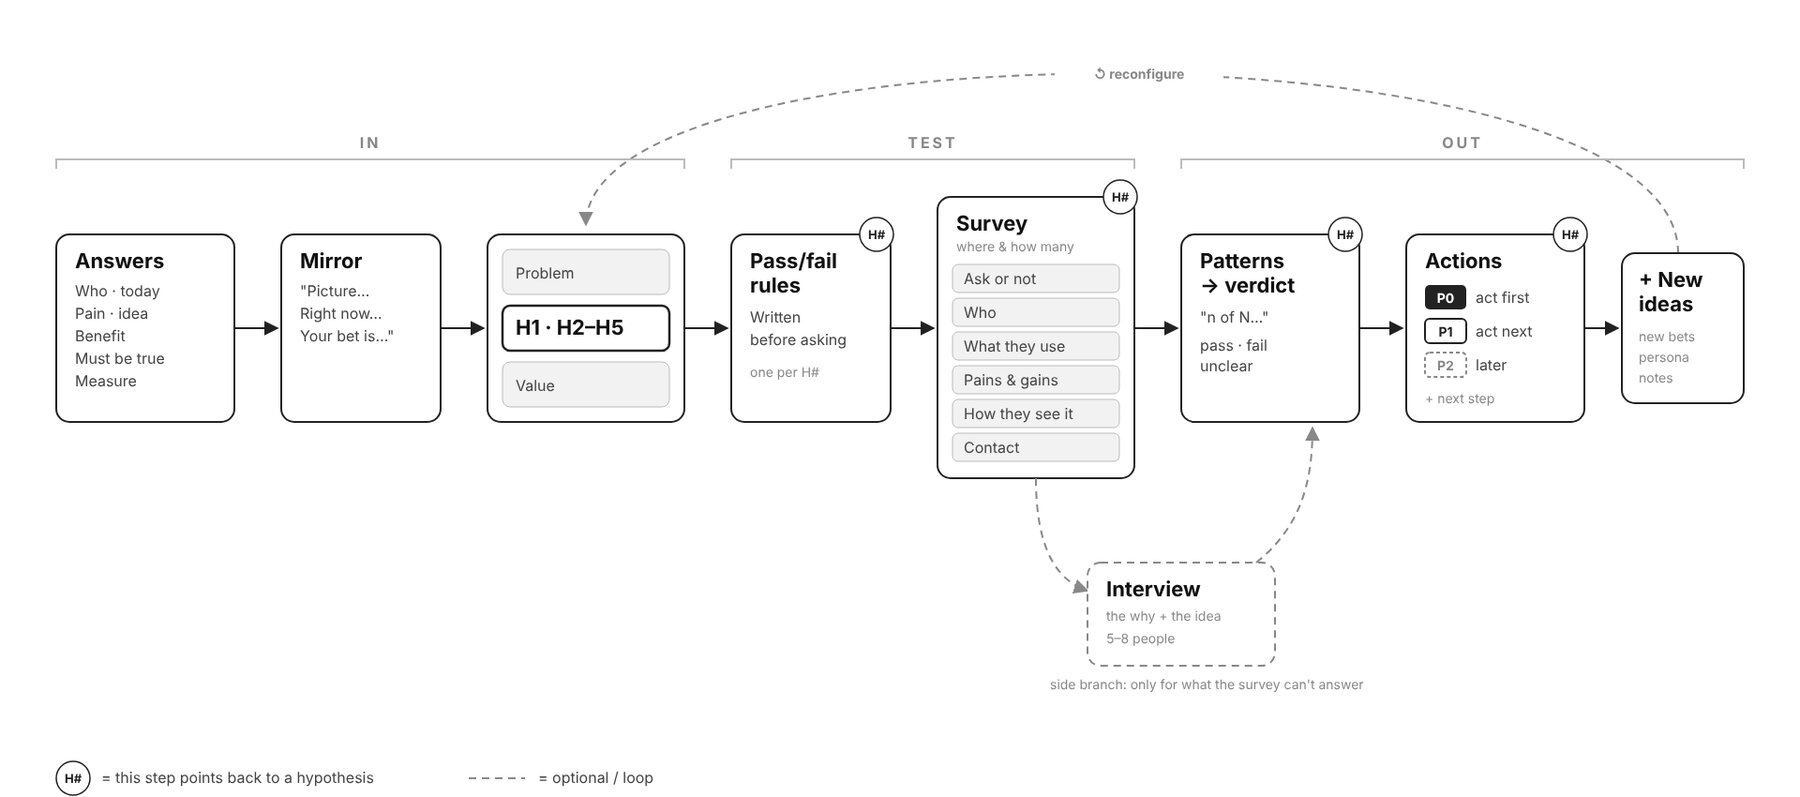 ↺ reconfigure
IN
TEST
OUT
Answers
Who · today
Pain · idea
Benefit
Must be true
Measure
Mirror
"Picture...
Right now...
Your bet is..."
Problem
H1 · H2–H5
Value
H#
Pass/fail
rules
Written
before asking
one per H#
H#
Survey
where & how many
Ask or not
Who
What they use
Pains & gains
How they see it
Contact
H#
Patterns
→ verdict
"n of N..."
pass · fail
unclear
H#
Actions
P0 act first
P1 act next
P2 later
+ next step
+ New
ideas
new bets
persona
notes
Interview
the why + the idea
5–8 people
side branch: only for what the survey can't answer
H# = this step points back to a hypothesis
= optional / loop